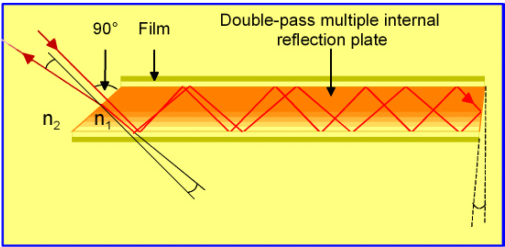 90°
Film
Double-pass multiple internal
reflection plate
n₂
n₁